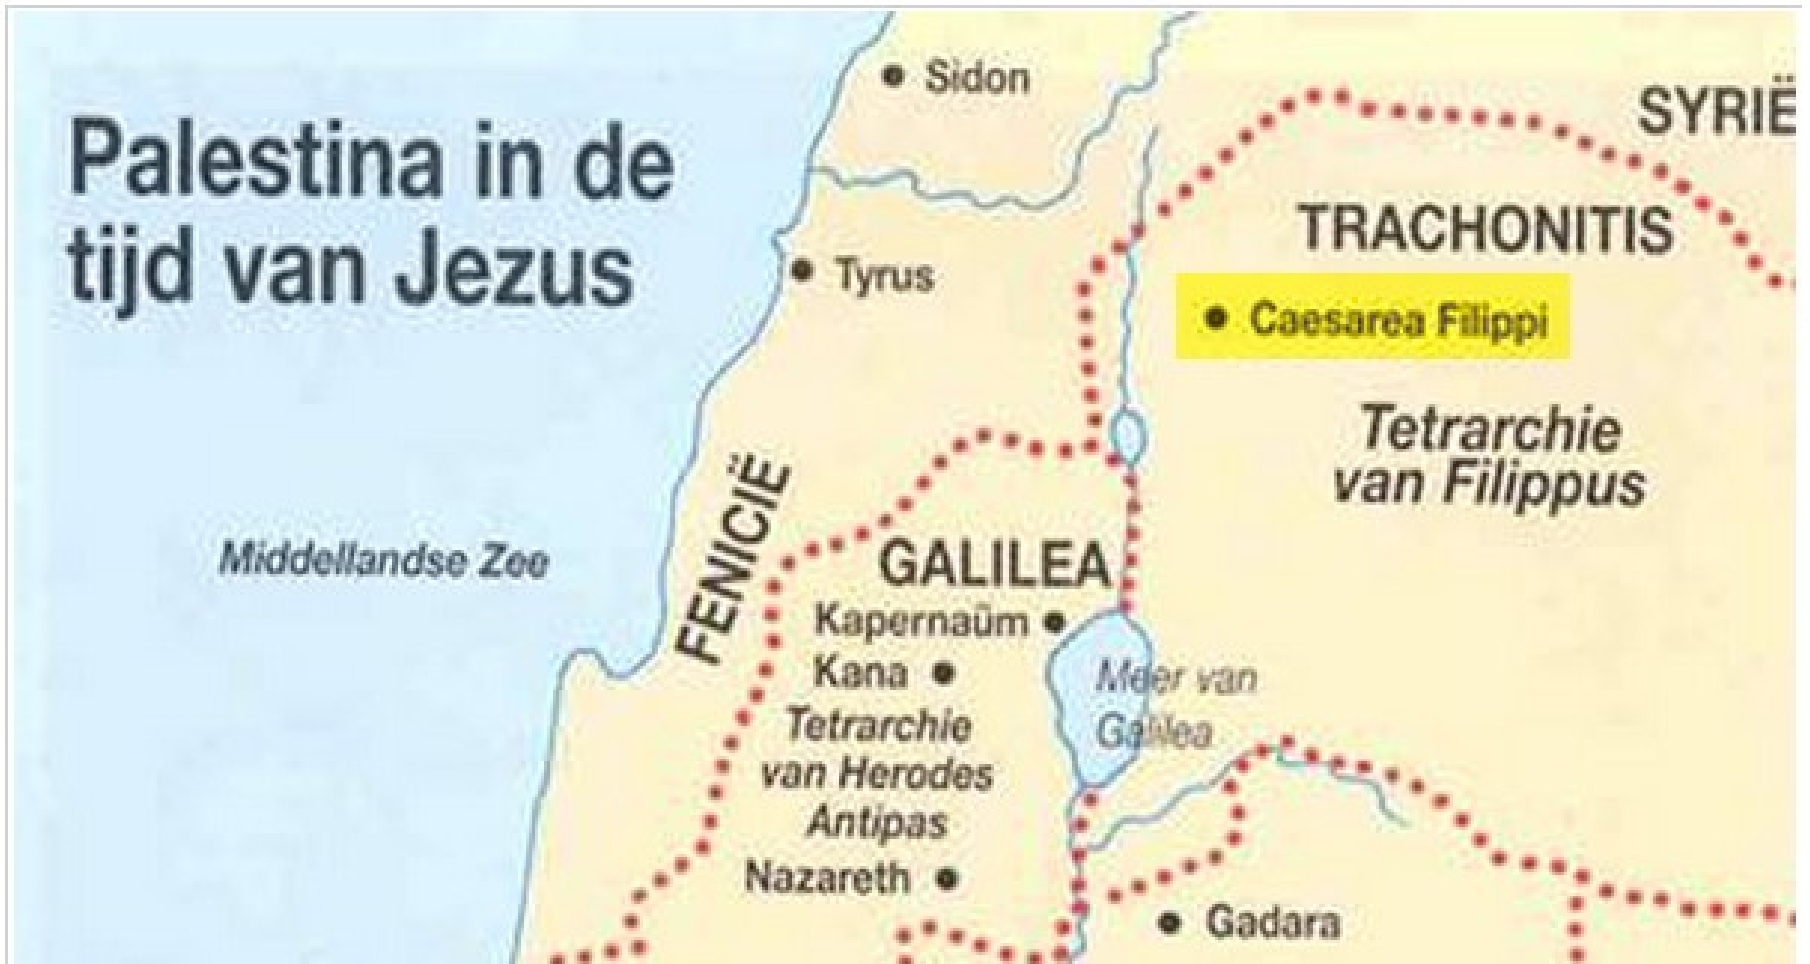 Palestina in de
tijd van Jezus
Sidon
SYRIË
TRACHONITIS
Tyrus
Caesarea Filippi
Tetrarchie
van Filippus
FENICIË
Middellandse Zee
GALILEA
Kapernaüm
Kana
Meer van
Galilea
Tetrarchie
van Herodes
Antipas
Nazareth
Gadara